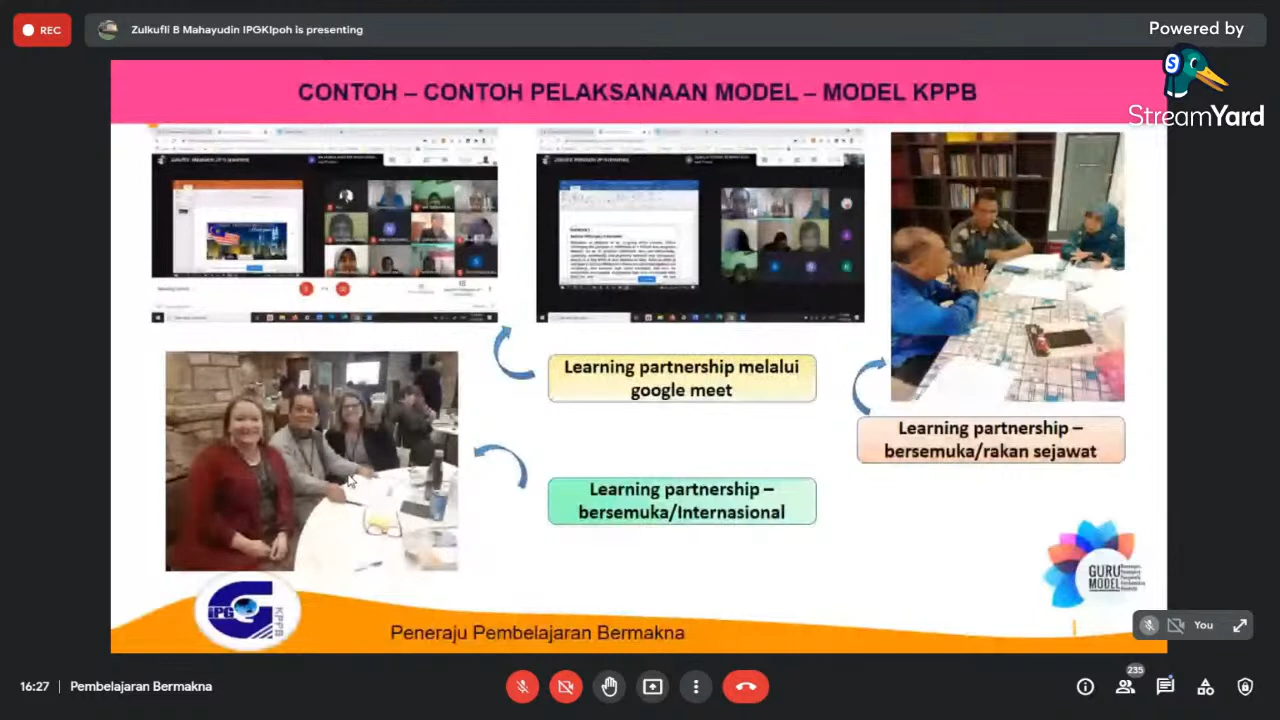 REC
Zulkufli B Mahayudin IPGKIpoh is presenting
Powered by
StreamYard
CONTOH – CONTOH PELAKSANAAN MODEL – MODEL KPPB
Learning partnership melalui
google meet
Learning partnership –
bersemuka/rakan sejawat
Learning partnership –
bersemuka/Internasional
GURU
MODEL
IPG
KPPB
Peneraju Pembelajaran Bermakna
You
16:27
Pembelajaran Bermakna
235